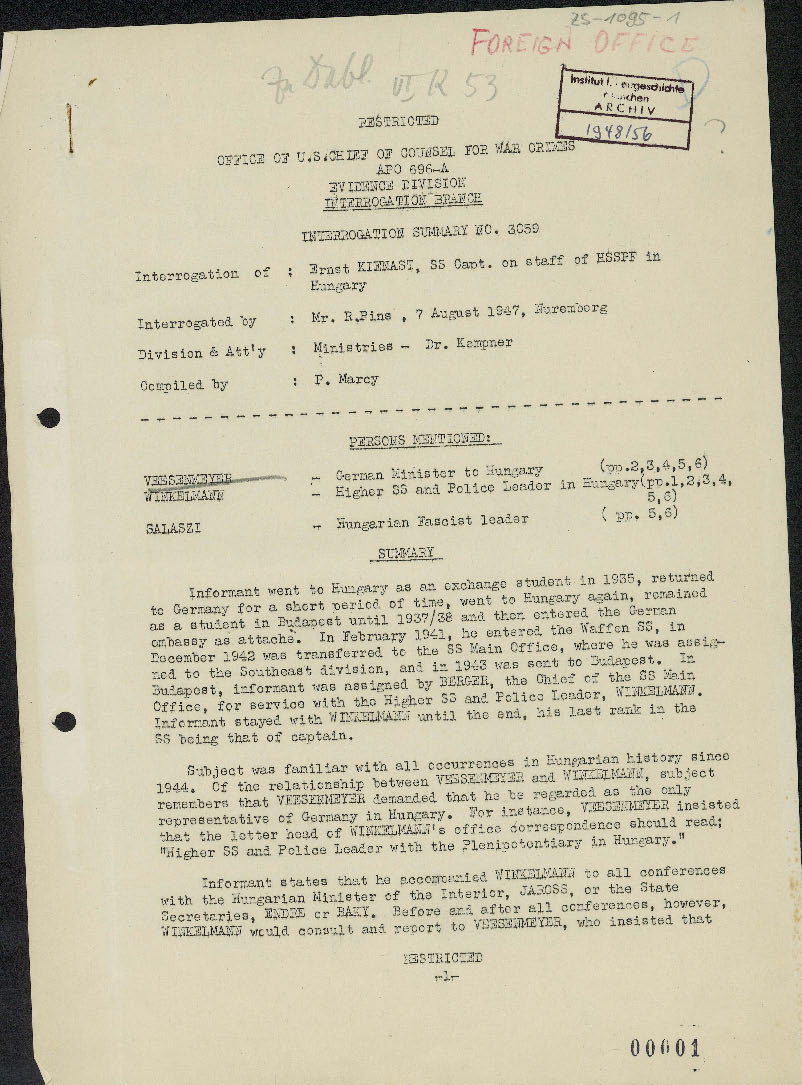 ZS-1095-1
FOREIGN OFFICE
VI R 53
Institut f. Zeitgeschichte
München
ARCHIV
1948/56
?
RESTRICTED
OFFICE OF U.S.CHIEF OF COUNSEL FOR WAR CRIMES
APO 696-A
EVIDENCE DIVISION
INTERROGATION BRANCH
INTERROGATION SUMMARY NO. 3059
Interrogation of : Ernst KIENAST, SS Capt. on staff of HSSPF in
Hungary
Interrogated by : Mr. R.Pins , 7 August 1947, Nuremberg
Division & Att'y : Ministries - Dr. Kempner
Compiled by : P. Marcy
PERSONS MENTIONED:
VEESENMEYER - German Minister to Hungary (pp.2,3,4,5,6)
WINKELMANN - Higher SS and Police Leader in Hungary(pp.1,2,3,4,
5,6)
SALASZI - Hungarian Fascist leader ( pp. 5,6)
SUMMARY
Informant went to Hungary as an exchange student in 1935, returned
to Germany for a short period of time, went to Hungary again, remained
as a student in Budapest until 1937/38 and then entered the German
embassy as attaché. In February 1941, he entered the Waffen SS, in
December 1942 was transferred to the SS Main Office, where he was assig-
ned to the Southeast division, and in 1943 was sent to Budapest. In
Budapest, informant was assigned by BERGER, the Chief of the SS Main
Office, for service with the Higher SS and Police Leader, WINKELMANN.
Informant stayed with WINKELMANN until the end, his last rank in the
SS being that of captain.
Subject was familiar with all occurrences in Hungarian history since
1944. Of the relationship between VEESENMEYER and WINKELMANN, subject
remembers that VEESENMEYER demanded that he be regarded as the only
representative of Germany in Hungary. For instance, VEESENMEYER insisted
that the letter head of WINKELMANN's office correspondence should read;
"Higher SS and Police Leader with the Plenipotentiary in Hungary."
Informant states that he accompanied WINKELMANN to all conferences
with the Hungarian Minister of the Interior, JAROSS, or the State
Secretaries, ENDRE or BAKY. Before and after all conferences, however,
WINKELMANN would consult and report to VEESENMEYER, who insisted that
RESTRICTED
-1-
00001